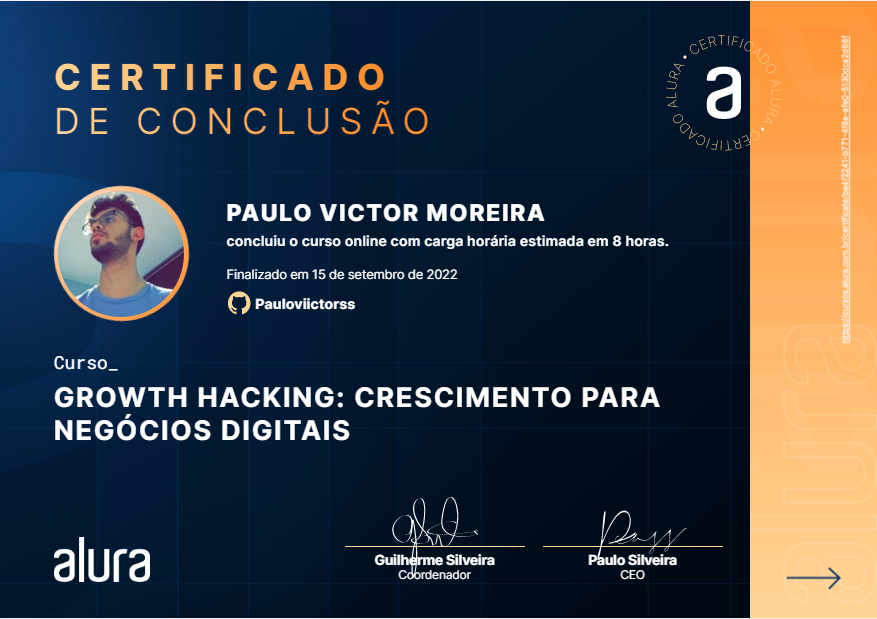 CERTIFICADO
DE CONCLUSÃO
CERTIFICADO ALURA • CERTIFICADO ALURA •
a
PAULO VICTOR MOREIRA
concluiu o curso online com carga horária estimada em 8 horas.
Finalizado em 15 de setembro de 2022
Pauloviictorss
Curso_
GROWTH HACKING: CRESCIMENTO PARA
NEGÓCIOS DIGITAIS
alura
Guilherme Silveira
Coordenador
Paulo Silveira
CEO
alura